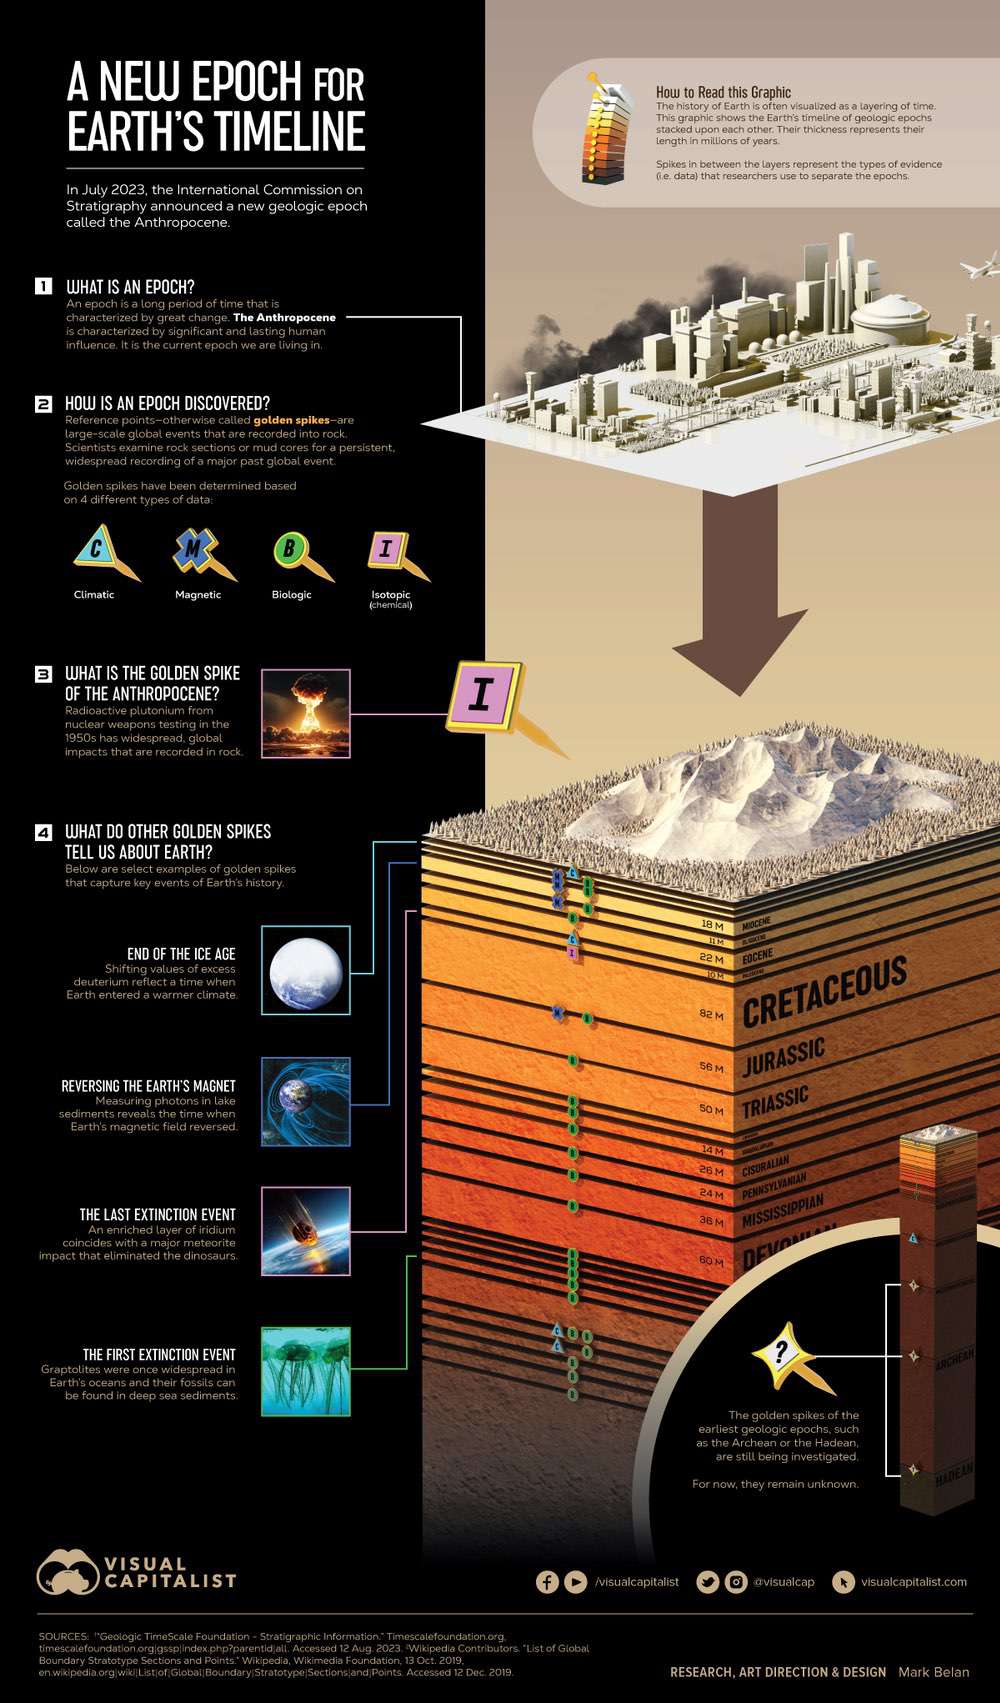 A NEW EPOCH FOR
EARTH'S TIMELINE
In July 2023, the International Commission on
Stratigraphy announced a new geologic epoch
called the Anthropocene.
How to Read this Graphic
The history of Earth is often visualized as a layering of time.
This graphic shows the Earth's timeline of geologic epochs
stacked upon each other. Their thickness represents their
length in millions of years.
Spikes in between the layers represent the types of evidence
(i.e. data) that researchers use to separate the epochs.
1 WHAT IS AN EPOCH?
An epoch is a long period of time that is
characterized by great change. The Anthropocene
is characterized by significant and lasting human
influence. It is the current epoch we are living in.
2 HOW IS AN EPOCH DISCOVERED?
Reference points—otherwise called golden spikes—are
large-scale global events that are recorded into rock.
Scientists examine rock sections or mud cores for a persistent,
widespread recording of a major past global event.
Golden spikes have been determined based
on 4 different types of data:
C M B I
Climatic Magnetic Biologic Isotopic
(chemical)
3 WHAT IS THE GOLDEN SPIKE
OF THE ANTHROPOCENE?
Radioactive plutonium from
nuclear weapons testing in the
1950s has widespread, global
impacts that are recorded in rock.
I
4 WHAT DO OTHER GOLDEN SPIKES
TELL US ABOUT EARTH?
Below are select examples of golden spikes
that capture key events of Earth's history.
END OF THE ICE AGE
Shifting values of excess
deuterium reflect a time when
Earth entered a warmer climate.
REVERSING THE EARTH'S MAGNET
Measuring photons in lake
sediments reveals the time when
Earth's magnetic field reversed.
THE LAST EXTINCTION EVENT
An enriched layer of iridium
coincides with a major meteorite
impact that eliminated the dinosaurs.
THE FIRST EXTINCTION EVENT
Graptolites were once widespread in
Earth's oceans and their fossils can
be found in deep sea sediments.
18 M MIOCENE
11 M
22 M EOCENE
10 M
82 M CRETACEOUS
56 M JURASSIC
50 M TRIASSIC
14 M
26 M CISURALIAN
24 M PENNSYLVANIAN
36 M MISSISSIPPIAN
60 M DEVONIAN
?
The golden spikes of the
earliest geologic epochs, such
as the Archean or the Hadean,
are still being investigated.
For now, they remain unknown.
ARCHEAN
HADEAN
VISUAL
CAPITALIST
/visualcapitalist @visualcap visualcapitalist.com
SOURCES: "Geologic TimeScale Foundation – Stratigraphic Information." Timescalefoundation.org,
timescalefoundation.org|gssp|index.php?parentid|all. Accessed 12 Aug. 2023. Wikipedia Contributors. "List of Global
Boundary Stratotype Sections and Points." Wikipedia, Wikimedia Foundation, 13 Oct. 2019,
en.wikipedia.org|wiki|List|of|Global|Boundary|Stratotype|Sections|and|Points. Accessed 12 Dec. 2019.
RESEARCH, ART DIRECTION & DESIGN Mark Belan